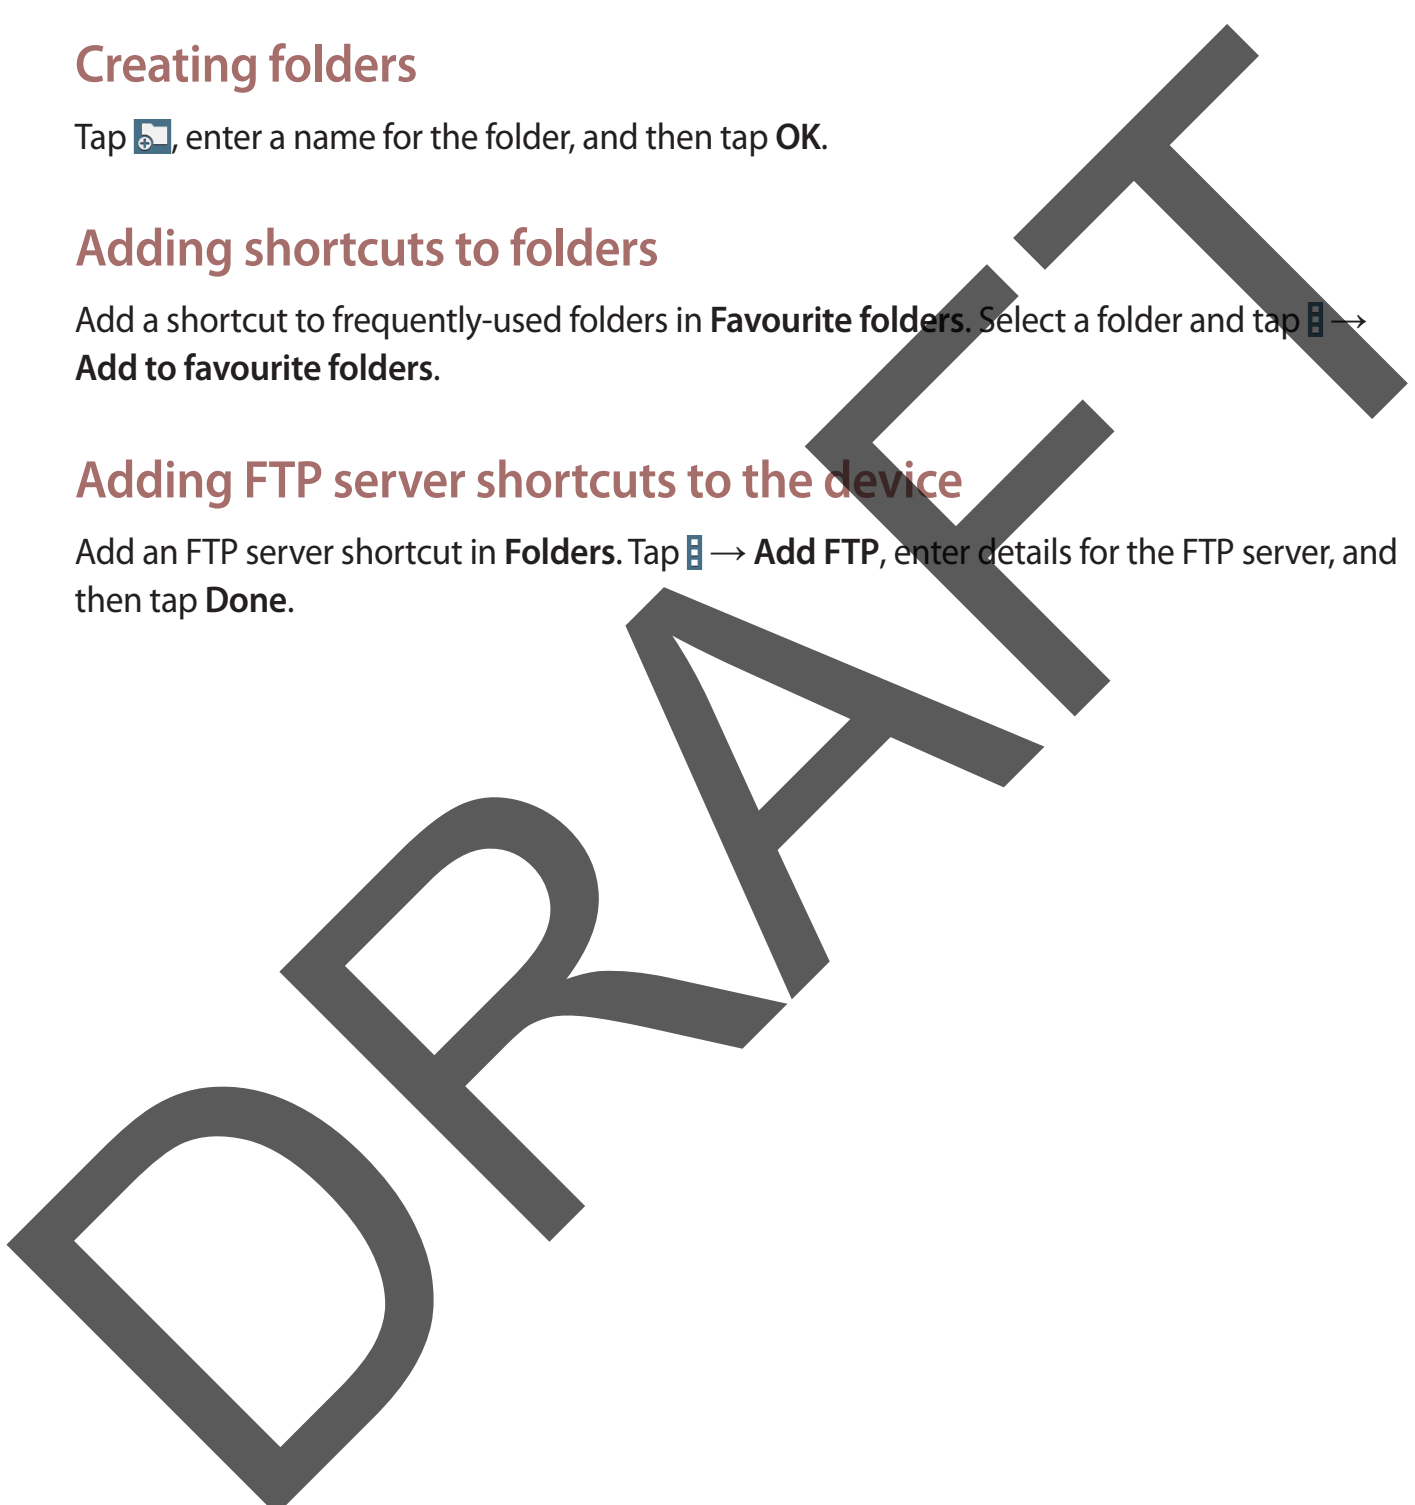 Creating folders
Tap , enter a name for the folder, and then tap OK.
Adding shortcuts to folders
Add a shortcut to frequently-used folders in Favourite folders. Select a folder and tap →
Add to favourite folders.
Adding FTP server shortcuts to the device
Add an FTP server shortcut in Folders. Tap → Add FTP, enter details for the FTP server, and
then tap Done.
DRAFT